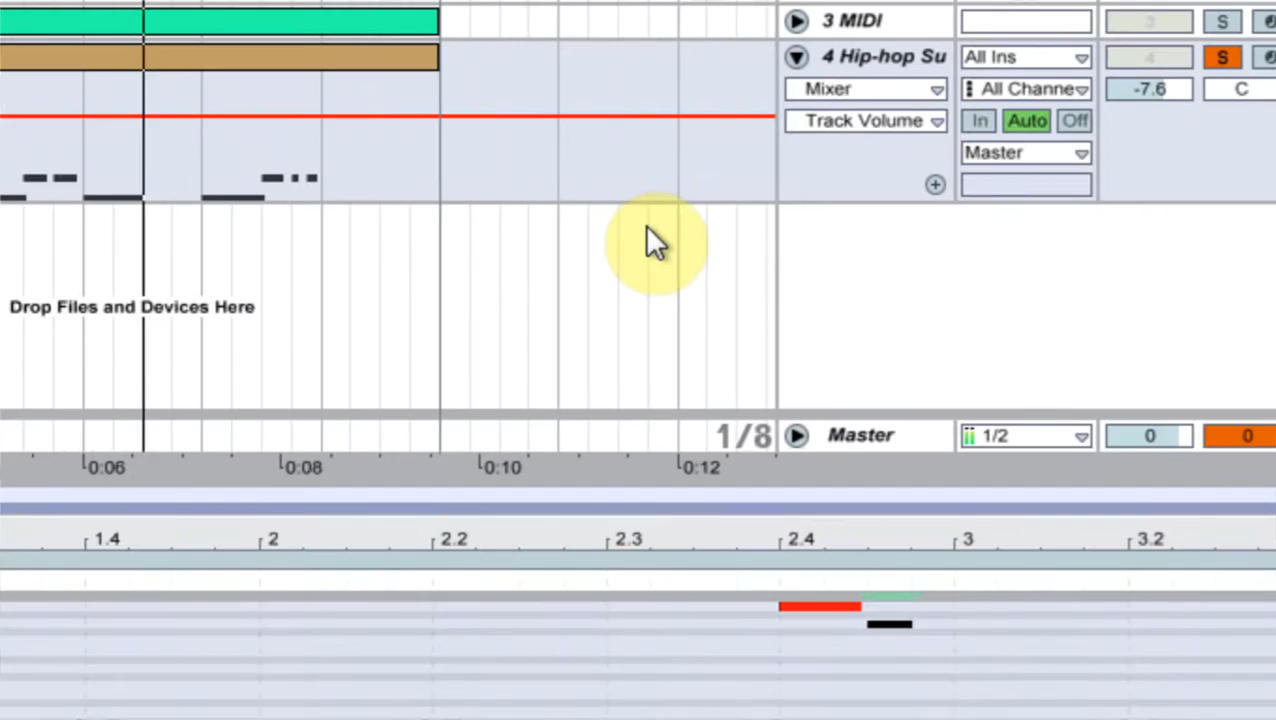 3 MIDI
3
S
4 Hip-hop Su
All Ins
4
S
Mixer
All Channe
-7.6
C
Track Volume
In
Auto
Off
Master
Drop Files and Devices Here
1/8
Master
1/2
0
0
0:06
0:08
0:10
0:12
1.4
2
2.2
2.3
2.4
3
3.2